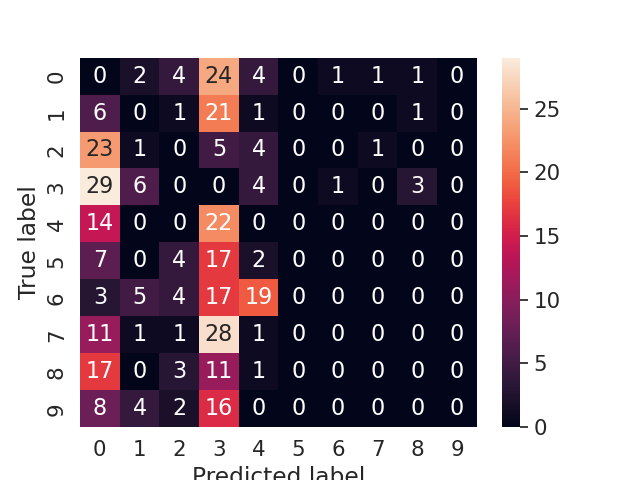 0 0 2 4 24 4 0 1 1 1 0
1 6 0 1 21 1 0 0 0 1 0
2 23 1 0 5 4 0 0 1 0 0
3 29 6 0 0 4 0 1 0 3 0
4 14 0 0 22 0 0 0 0 0 0
5 7 0 4 17 2 0 0 0 0 0
6 3 5 4 17 19 0 0 0 0 0
7 11 1 1 28 1 0 0 0 0 0
8 17 0 3 11 1 0 0 0 0 0
9 8 4 2 16 0 0 0 0 0 0
0 1 2 3 4 5 6 7 8 9
True label
Predicted label
25
20
15
10
5
0